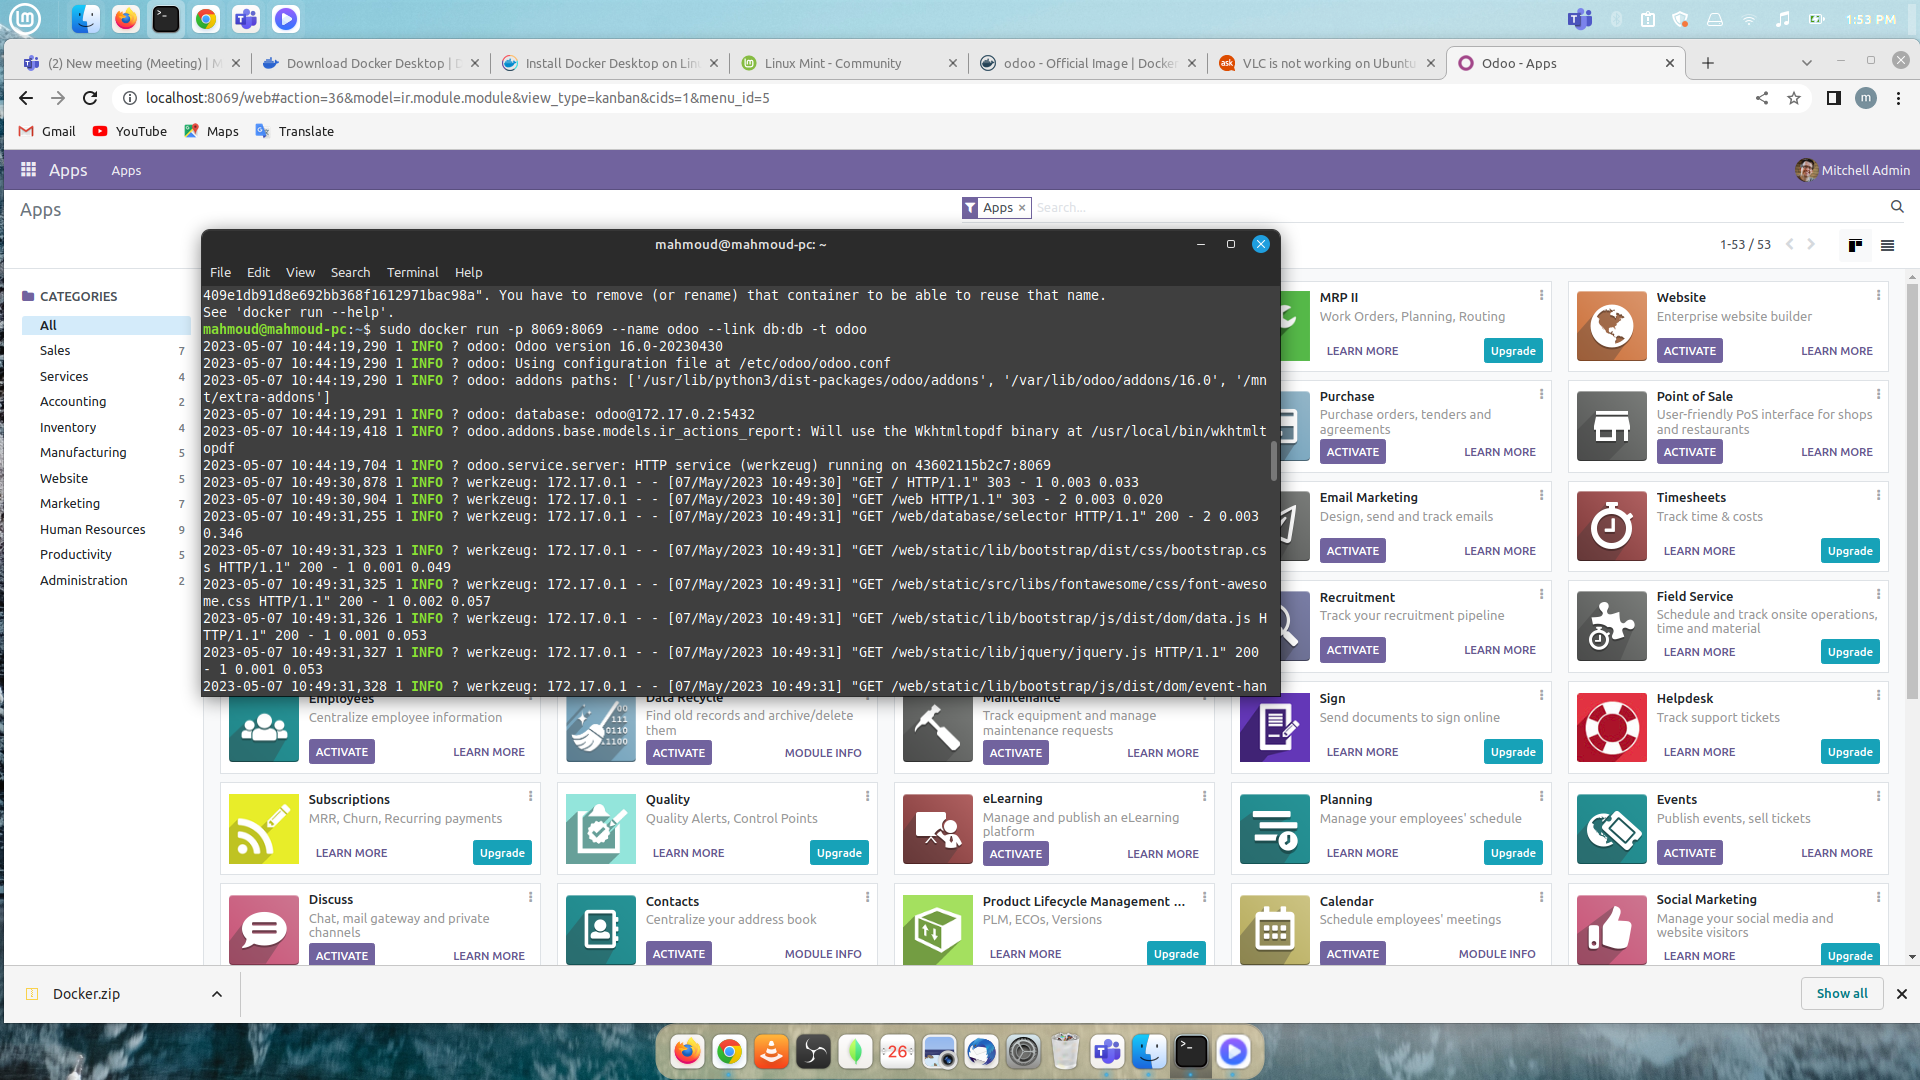 1:53 PM
(2) New meeting (Meeting) | M
Download Docker Desktop | D
Install Docker Desktop on Lin
Linux Mint - Community
odoo - Official Image | Docker
VLC is not working on Ubuntu
Odoo - Apps
localhost:8069/web#action=36&model=ir.module.module&view_type=kanban&cids=1&menu_id=5
m
Gmail
YouTube
Maps
Translate
Apps
Apps
Mitchell Admin
Apps
Apps ×
Search...
1-53 / 53
CATEGORIES
All
Sales 7
Services 4
Accounting 2
Inventory 4
Manufacturing 5
Website 5
Marketing 7
Human Resources 9
Productivity 5
Administration 2
mahmoud@mahmoud-pc: ~
File Edit View Search Terminal Help
409e1db91d8e692bb368f1612971bac98a". You have to remove (or rename) that container to be able to reuse that name.
See 'docker run --help'.
mahmoud@mahmoud-pc:~$ sudo docker run -p 8069:8069 --name odoo --link db:db -t odoo
2023-05-07 10:44:19,290 1 INFO ? odoo: Odoo version 16.0-20230430
2023-05-07 10:44:19,290 1 INFO ? odoo: Using configuration file at /etc/odoo/odoo.conf
2023-05-07 10:44:19,290 1 INFO ? odoo: addons paths: ['/usr/lib/python3/dist-packages/odoo/addons', '/var/lib/odoo/addons/16.0', '/mn
t/extra-addons']
2023-05-07 10:44:19,291 1 INFO ? odoo: database: odoo@172.17.0.2:5432
2023-05-07 10:44:19,418 1 INFO ? odoo.addons.base.models.ir_actions_report: Will use the Wkhtmltopdf binary at /usr/local/bin/wkhtmlt
opdf
2023-05-07 10:44:19,704 1 INFO ? odoo.service.server: HTTP service (werkzeug) running on 43602115b2c7:8069
2023-05-07 10:49:30,878 1 INFO ? werkzeug: 172.17.0.1 - - [07/May/2023 10:49:30] "GET / HTTP/1.1" 303 - 1 0.003 0.033
2023-05-07 10:49:30,904 1 INFO ? werkzeug: 172.17.0.1 - - [07/May/2023 10:49:30] "GET /web HTTP/1.1" 303 - 2 0.003 0.020
2023-05-07 10:49:31,255 1 INFO ? werkzeug: 172.17.0.1 - - [07/May/2023 10:49:31] "GET /web/database/selector HTTP/1.1" 200 - 2 0.003
0.346
2023-05-07 10:49:31,323 1 INFO ? werkzeug: 172.17.0.1 - - [07/May/2023 10:49:31] "GET /web/static/lib/bootstrap/dist/css/bootstrap.cs
s HTTP/1.1" 200 - 1 0.001 0.049
2023-05-07 10:49:31,325 1 INFO ? werkzeug: 172.17.0.1 - - [07/May/2023 10:49:31] "GET /web/static/src/libs/fontawesome/css/font-aweso
me.css HTTP/1.1" 200 - 1 0.002 0.057
2023-05-07 10:49:31,326 1 INFO ? werkzeug: 172.17.0.1 - - [07/May/2023 10:49:31] "GET /web/static/lib/bootstrap/js/dist/dom/data.js H
TTP/1.1" 200 - 1 0.001 0.053
2023-05-07 10:49:31,327 1 INFO ? werkzeug: 172.17.0.1 - - [07/May/2023 10:49:31] "GET /web/static/lib/jquery/jquery.js HTTP/1.1" 200
- 1 0.001 0.053
2023-05-07 10:49:31,328 1 INFO ? werkzeug: 172.17.0.1 - - [07/May/2023 10:49:31] "GET /web/static/lib/bootstrap/js/dist/dom/event-han
MRP II
Work Orders, Planning, Routing
LEARN MORE Upgrade
Website
Enterprise website builder
ACTIVATE LEARN MORE
Purchase
Purchase orders, tenders and
agreements
ACTIVATE LEARN MORE
Point of Sale
User-friendly PoS interface for shops
and restaurants
ACTIVATE LEARN MORE
Email Marketing
Design, send and track emails
ACTIVATE LEARN MORE
Timesheets
Track time & costs
LEARN MORE Upgrade
Recruitment
Track your recruitment pipeline
ACTIVATE LEARN MORE
Field Service
Schedule and track onsite operations,
time and material
LEARN MORE Upgrade
Employees
Centralize employee information
ACTIVATE LEARN MORE
Data Recycle
Find old records and archive/delete
them
ACTIVATE MODULE INFO
Maintenance
Track equipment and manage
maintenance requests
ACTIVATE LEARN MORE
Sign
Send documents to sign online
LEARN MORE Upgrade
Helpdesk
Track support tickets
LEARN MORE Upgrade
Subscriptions
MRR, Churn, Recurring payments
LEARN MORE Upgrade
Quality
Quality Alerts, Control Points
LEARN MORE Upgrade
eLearning
Manage and publish an eLearning
platform
ACTIVATE LEARN MORE
Planning
Manage your employees' schedule
LEARN MORE Upgrade
Events
Publish events, sell tickets
ACTIVATE LEARN MORE
Discuss
Chat, mail gateway and private
channels
ACTIVATE LEARN MORE
Contacts
Centralize your address book
ACTIVATE MODULE INFO
Product Lifecycle Management ...
PLM, ECOs, Versions
LEARN MORE Upgrade
Calendar
Schedule employees' meetings
ACTIVATE MODULE INFO
Social Marketing
Manage your social media and
website visitors
LEARN MORE Upgrade
Docker.zip
Show all
26